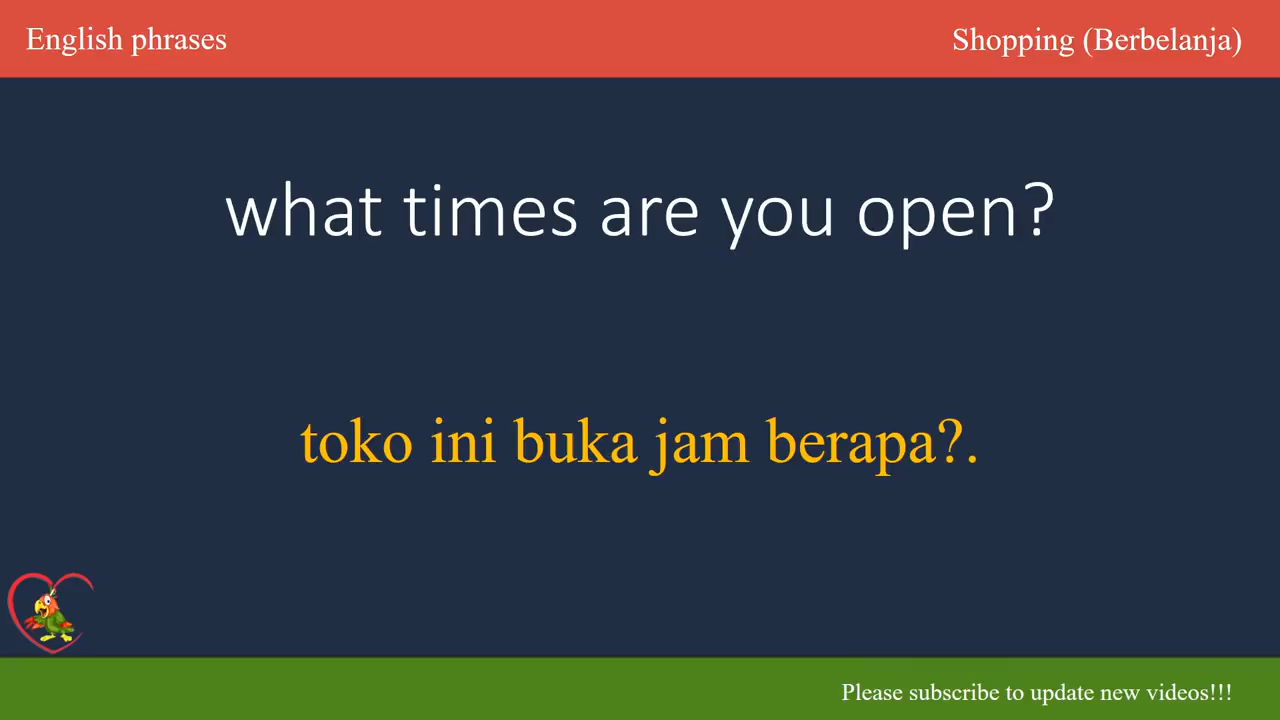 English phrases
Shopping (Berbelanja)
what times are you open?
toko ini buka jam berapa?.
Please subscribe to update new videos!!!